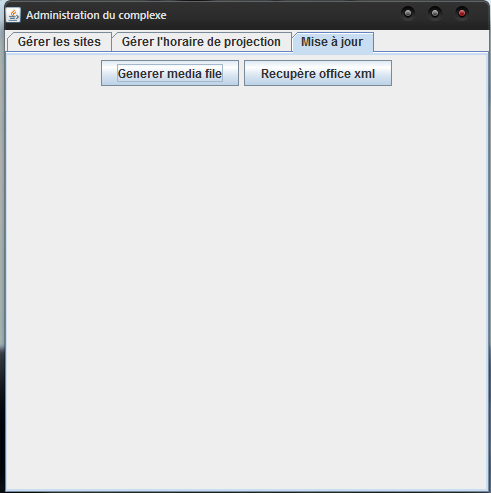 Administration du complexe
Gérer les sites Gérer l'horaire de projection Mise à jour
Generer media file Recupère office xml